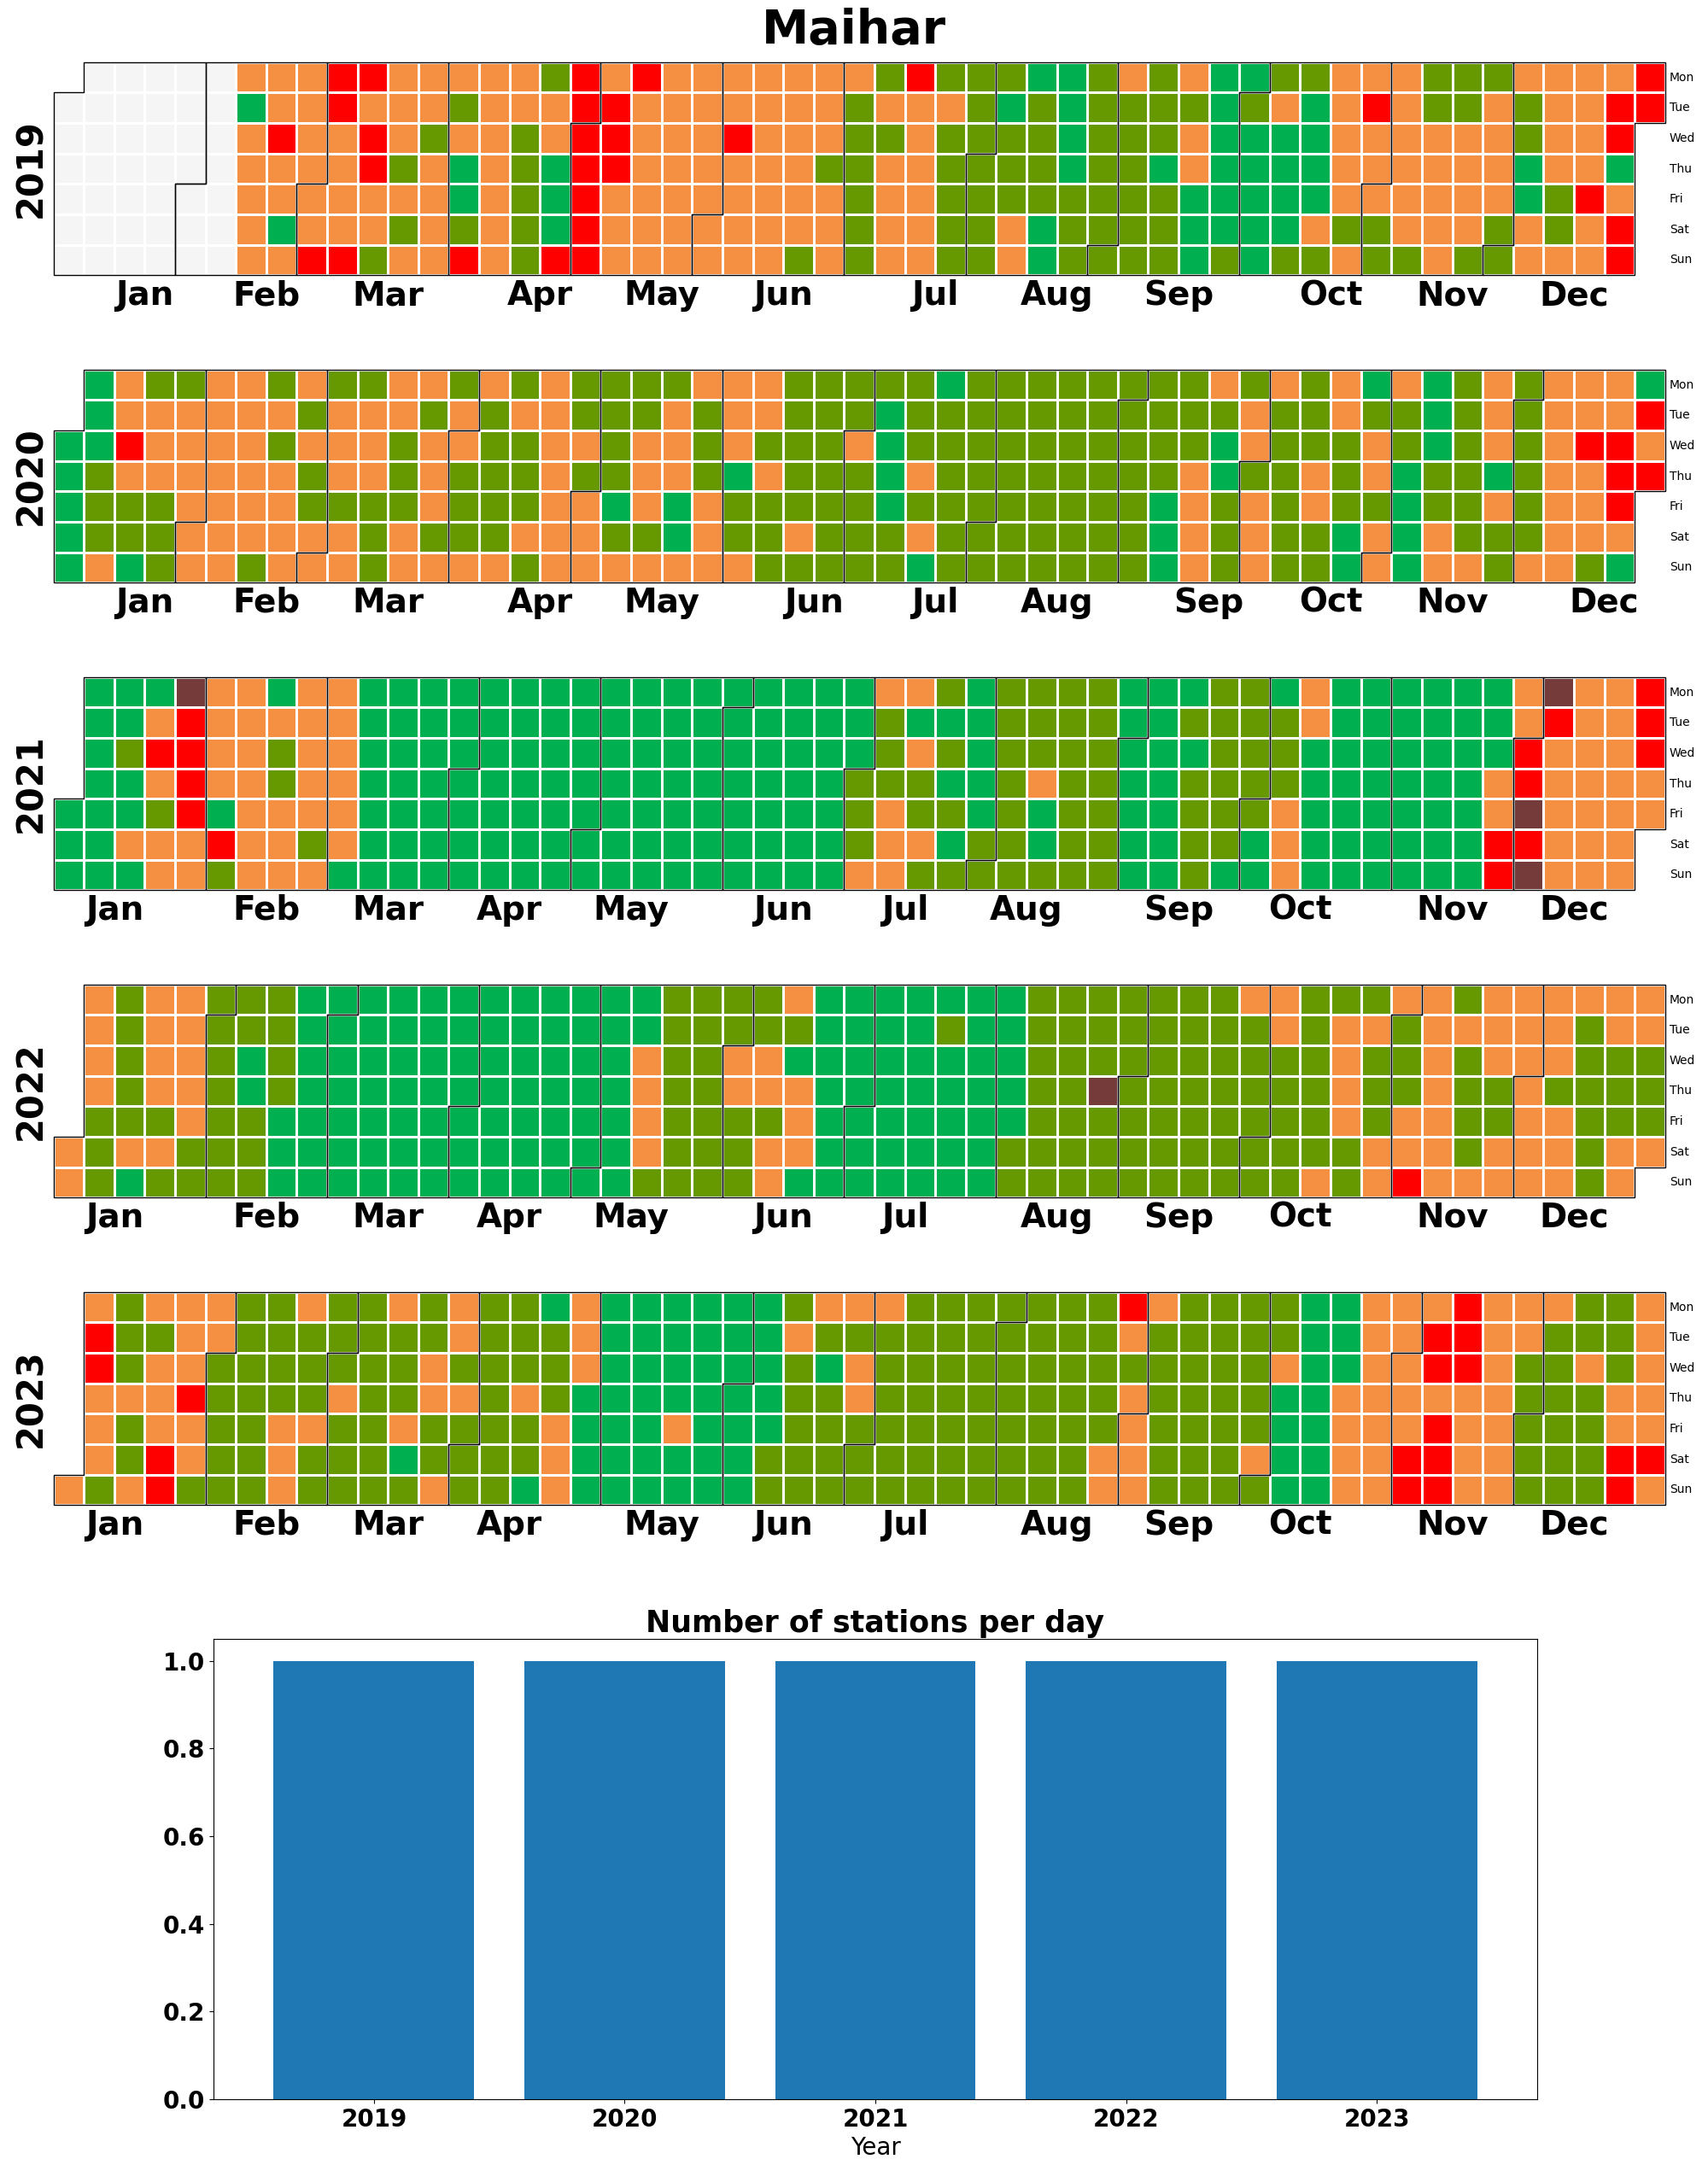 Maihar
2019
Mon
Tue
Wed
Thu
Fri
Sat
Sun
Jan Feb Mar Apr May Jun Jul Aug Sep Oct Nov Dec
2020
Mon
Tue
Wed
Thu
Fri
Sat
Sun
Jan Feb Mar Apr May Jun Jul Aug Sep Oct Nov Dec
2021
Mon
Tue
Wed
Thu
Fri
Sat
Sun
Jan Feb Mar Apr May Jun Jul Aug Sep Oct Nov Dec
2022
Mon
Tue
Wed
Thu
Fri
Sat
Sun
Jan Feb Mar Apr May Jun Jul Aug Sep Oct Nov Dec
2023
Mon
Tue
Wed
Thu
Fri
Sat
Sun
Jan Feb Mar Apr May Jun Jul Aug Sep Oct Nov Dec
Number of stations per day
1.0
0.8
0.6
0.4
0.2
0.0
2019 2020 2021 2022 2023
Year